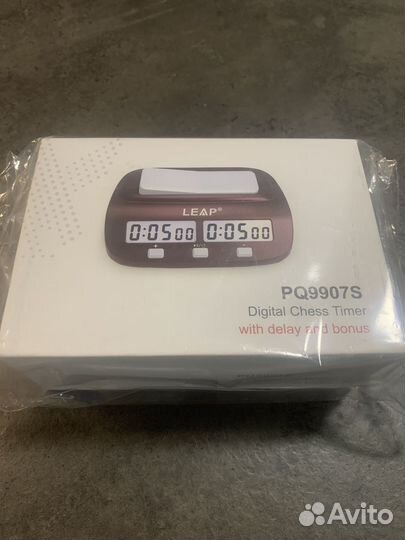 LEAP®
0:05 00 0:05 00
PQ9907S
Digital Chess Timer
with delay and bonus
Avito